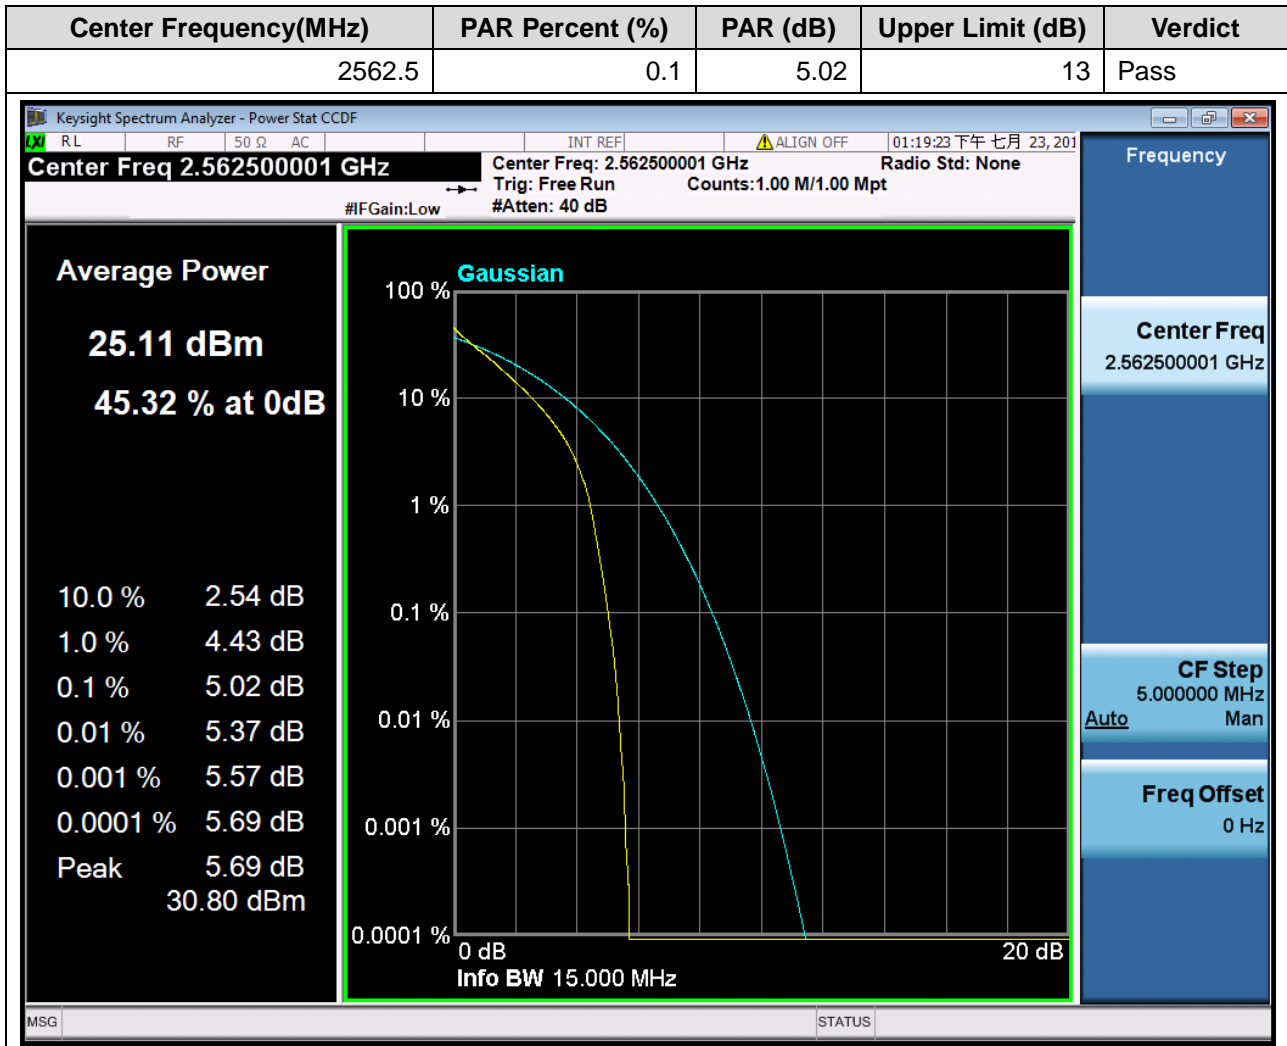 Center Frequency(MHz) PAR Percent (%) PAR (dB) Upper Limit (dB) Verdict
2562.5 0.1 5.02 13 Pass
Keysight Spectrum Analyzer - Power Stat CCDF
LXI RL RF 50 Ω AC INT REF ALIGN OFF 01:19:23 下午 七月 23, 201
Center Freq 2.562500001 GHz
Center Freq: 2.562500001 GHz Radio Std: None
Trig: Free Run Counts:1.00 M/1.00 Mpt
#IFGain:Low #Atten: 40 dB
Average Power
25.11 dBm
45.32 % at 0dB
10.0 % 2.54 dB
1.0 % 4.43 dB
0.1 % 5.02 dB
0.01 % 5.37 dB
0.001 % 5.57 dB
0.0001 % 5.69 dB
Peak 5.69 dB
30.80 dBm
Gaussian
100 %
10 %
1 %
0.1 %
0.01 %
0.001 %
0.0001 %
0 dB 20 dB
Info BW 15.000 MHz
Frequency
Center Freq
2.562500001 GHz
CF Step
5.000000 MHz
Auto Man
Freq Offset
0 Hz
MSG STATUS